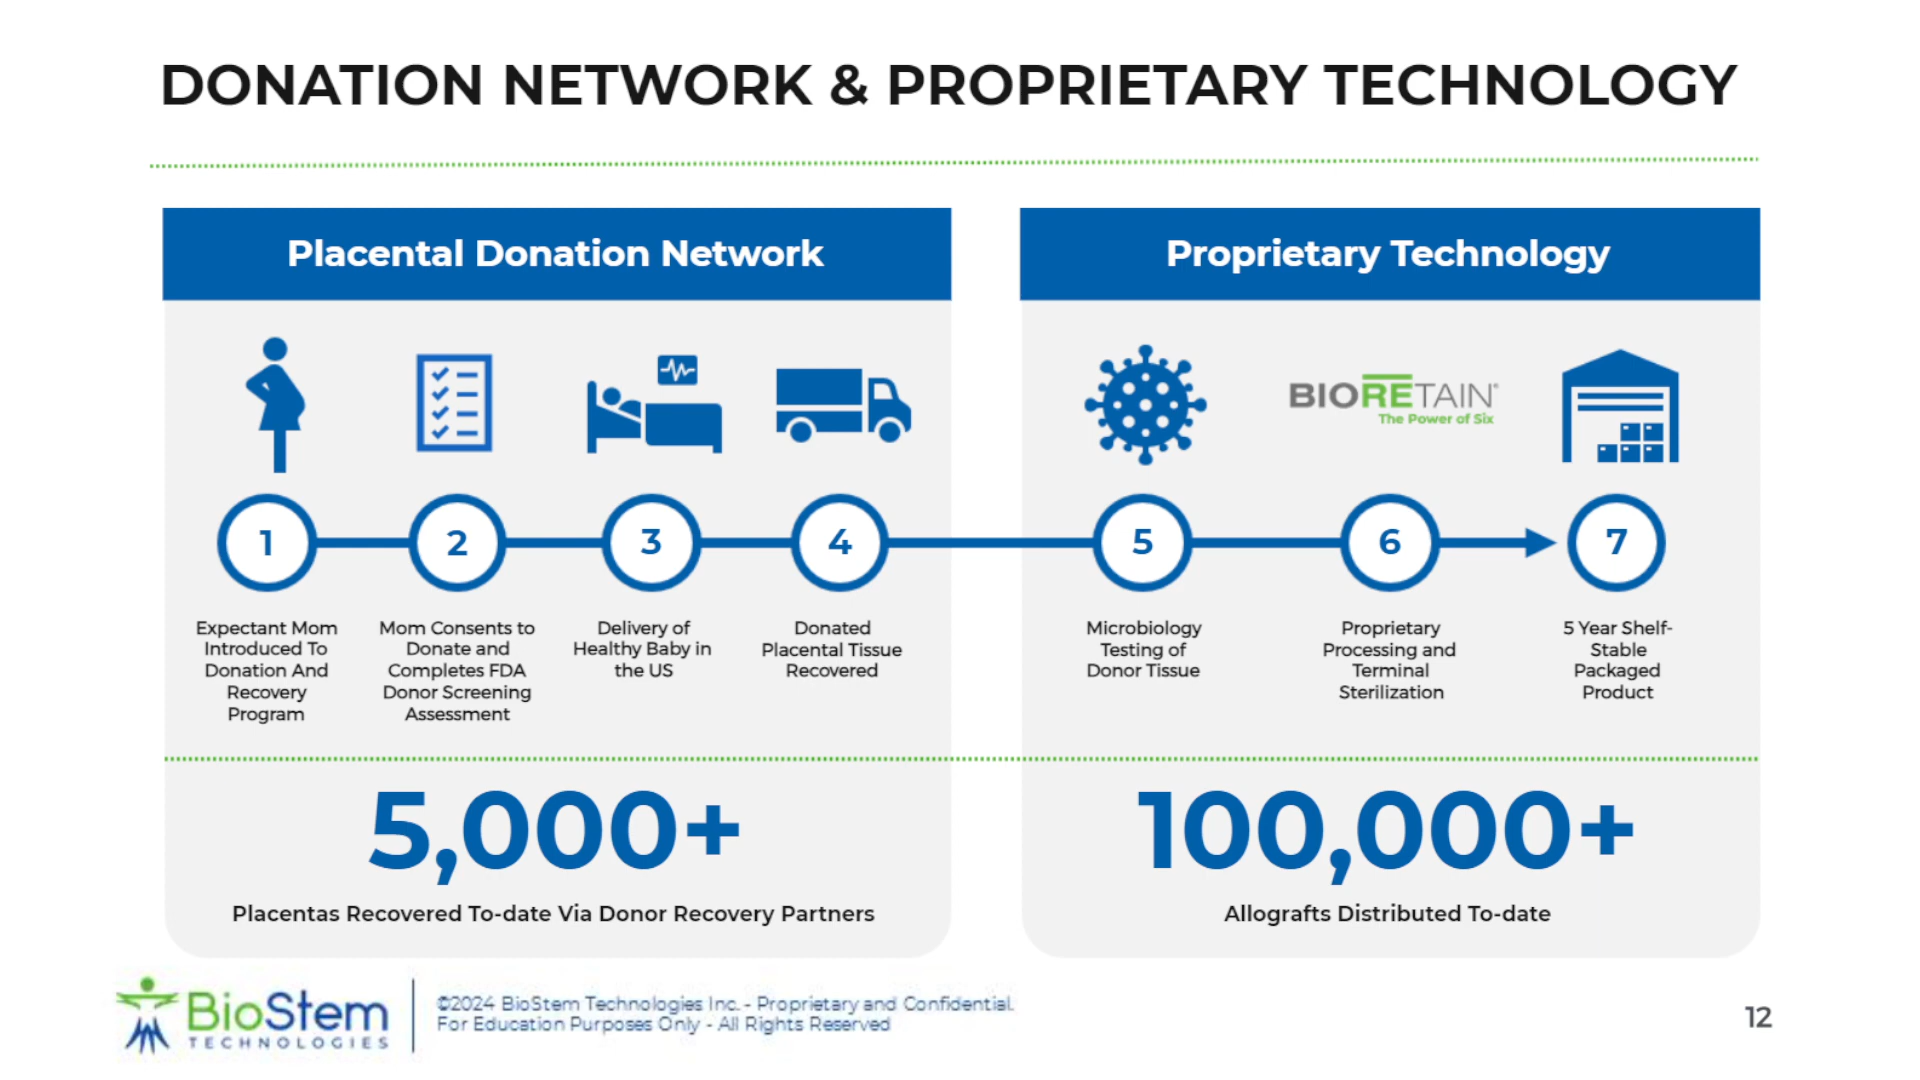 DONATION NETWORK & PROPRIETARY TECHNOLOGY
Placental Donation Network
1
2
3
4
Expectant Mom
Introduced To
Donation And
Recovery
Program
Mom Consents to
Donate and
Completes FDA
Donor Screening
Assessment
Delivery of
Healthy Baby in
the US
Donated
Placental Tissue
Recovered
5,000+
Placentas Recovered To-date Via Donor Recovery Partners
Proprietary Technology
BIORETAIN®
The Power of Six
5
6
7
Microbiology
Testing of
Donor Tissue
Proprietary
Processing and
Terminal
Sterilization
5 Year Shelf-
Stable
Packaged
Product
100,000+
Allografts Distributed To-date
BioStem
TECHNOLOGIES
©2024 BioStem Technologies Inc. - Proprietary and Confidential.
For Education Purposes Only - All Rights Reserved
12